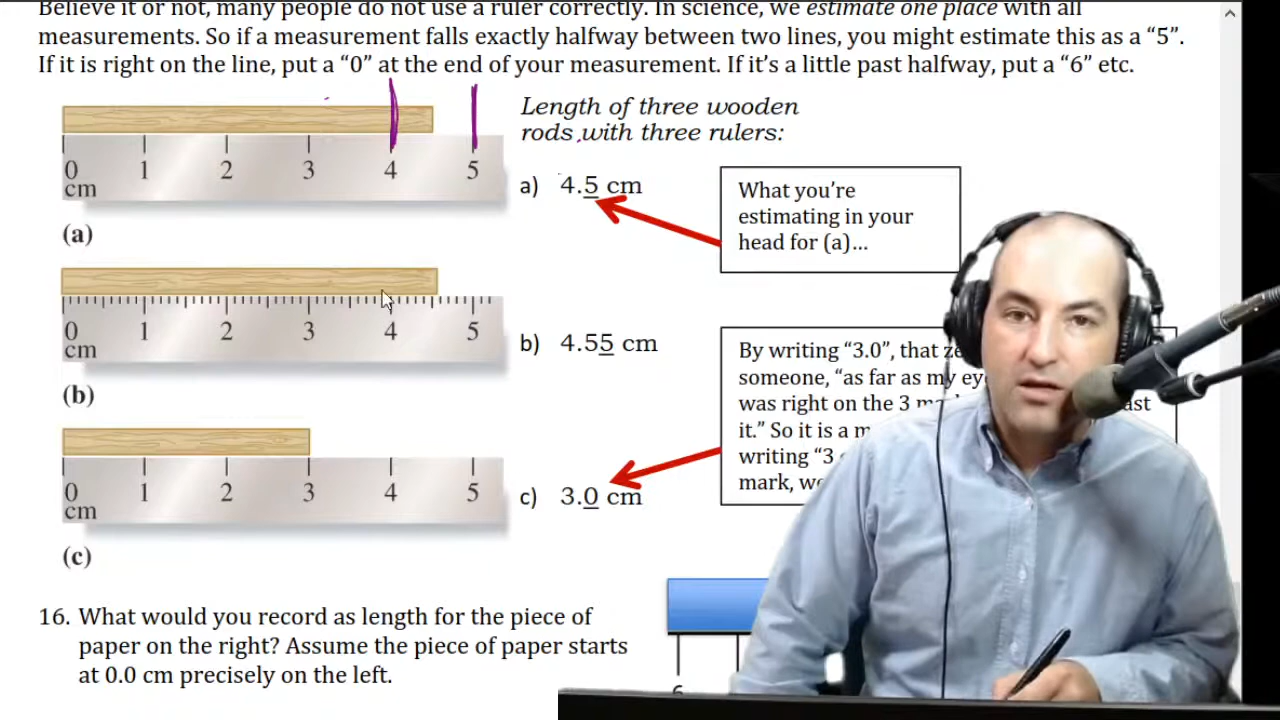 Believe it or not, many people do not use a ruler correctly. In science, we estimate one place with all
measurements. So if a measurement falls exactly halfway between two lines, you might estimate this as a “5”.
If it is right on the line, put a “0” at the end of your measurement. If it’s a little past halfway, put a “6” etc.
Length of three wooden
rods with three rulers:
0 1 2 3 4 5
cm
(a)
a) 4.5 cm
What you’re
estimating in your
head for (a)…
0 1 2 3 4 5
cm
(b)
b) 4.55 cm
By writing “3.0”, that
someone, “as far as my
was right on the 3
it.” So it is a
writing “3
mark,
0 1 2 3 4 5
cm
(c)
c) 3.0 cm
16. What would you record as length for the piece of
paper on the right? Assume the piece of paper starts
at 0.0 cm precisely on the left.